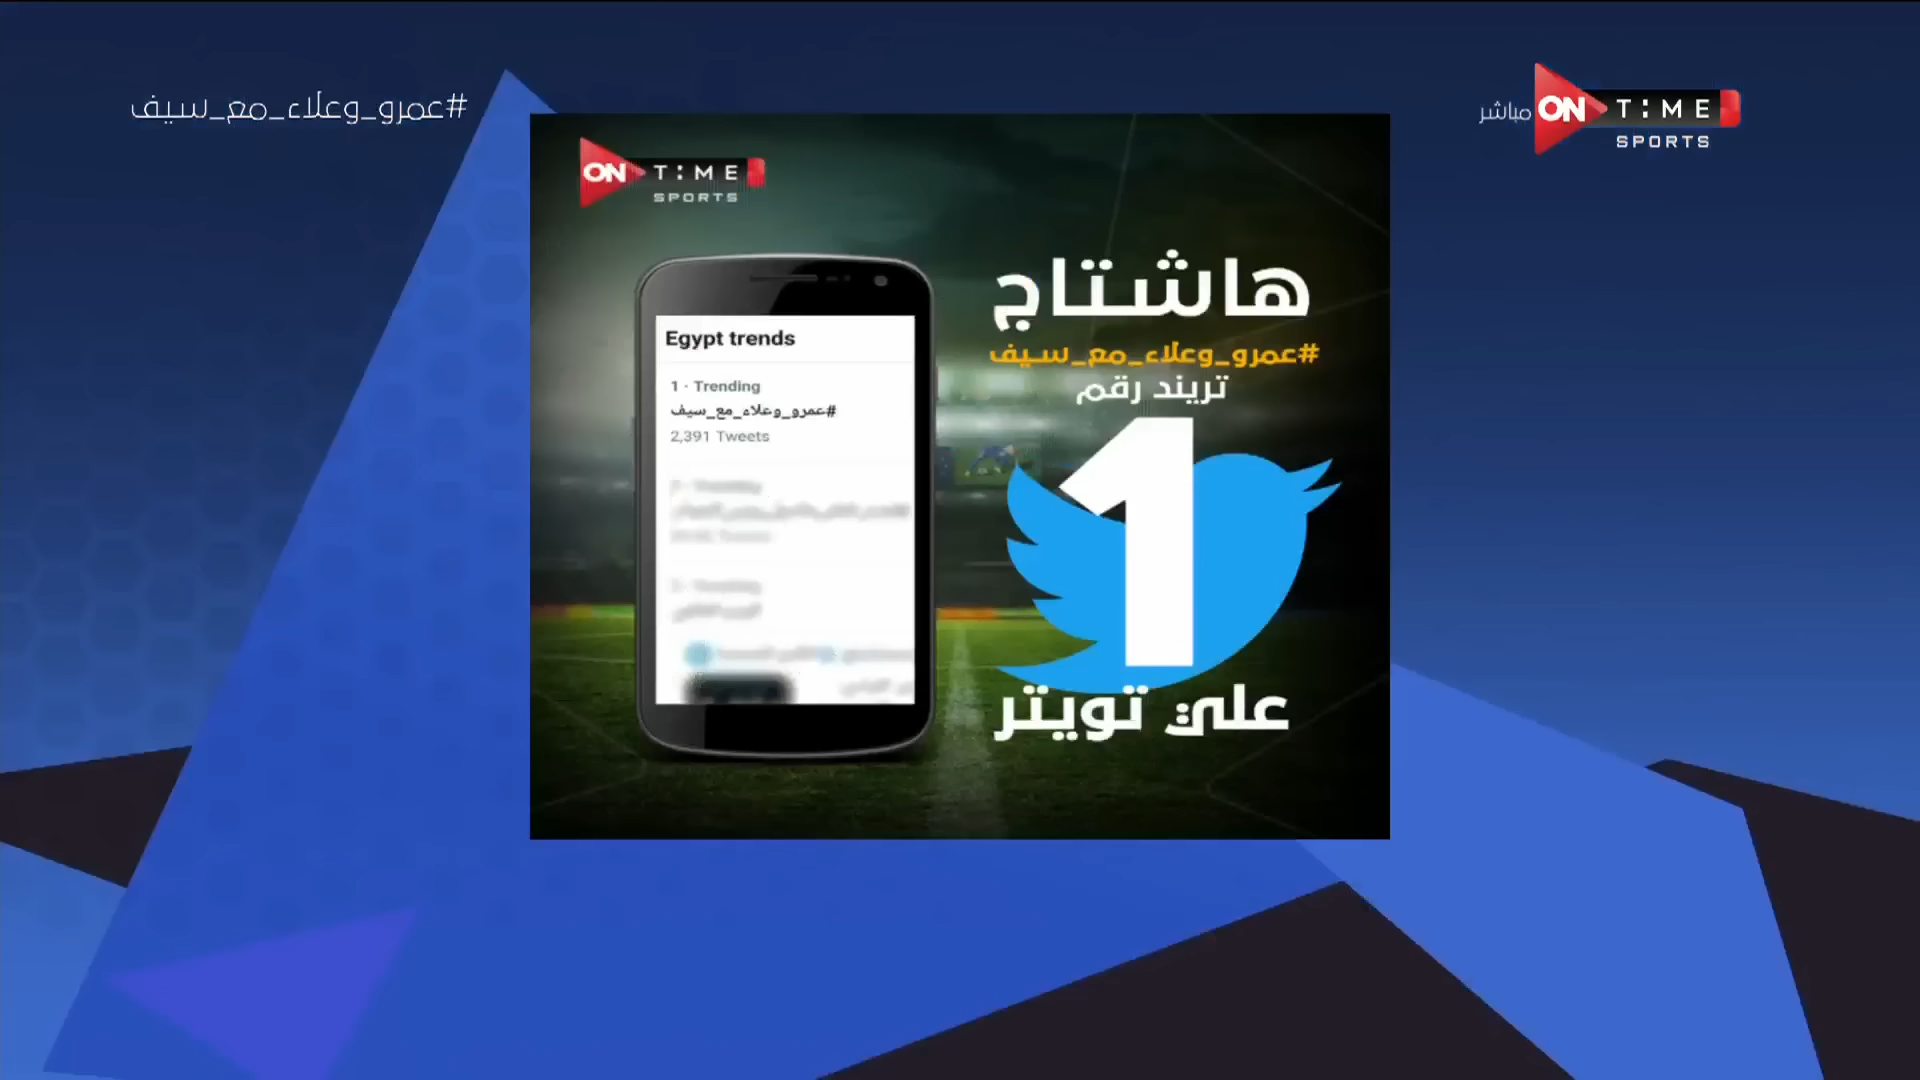 #عمرو_وعلاء_مع_سيف
مباشر
ON TIME
SPORTS
ON TIME
SPORTS
هاشتاج
#عمرو_وعلاء_مع_سيف
تريند رقم
1
علي تويتر
Egypt trends
1 · Trending
#عمرو_وعلاء_مع_سيف
2,391 Tweets